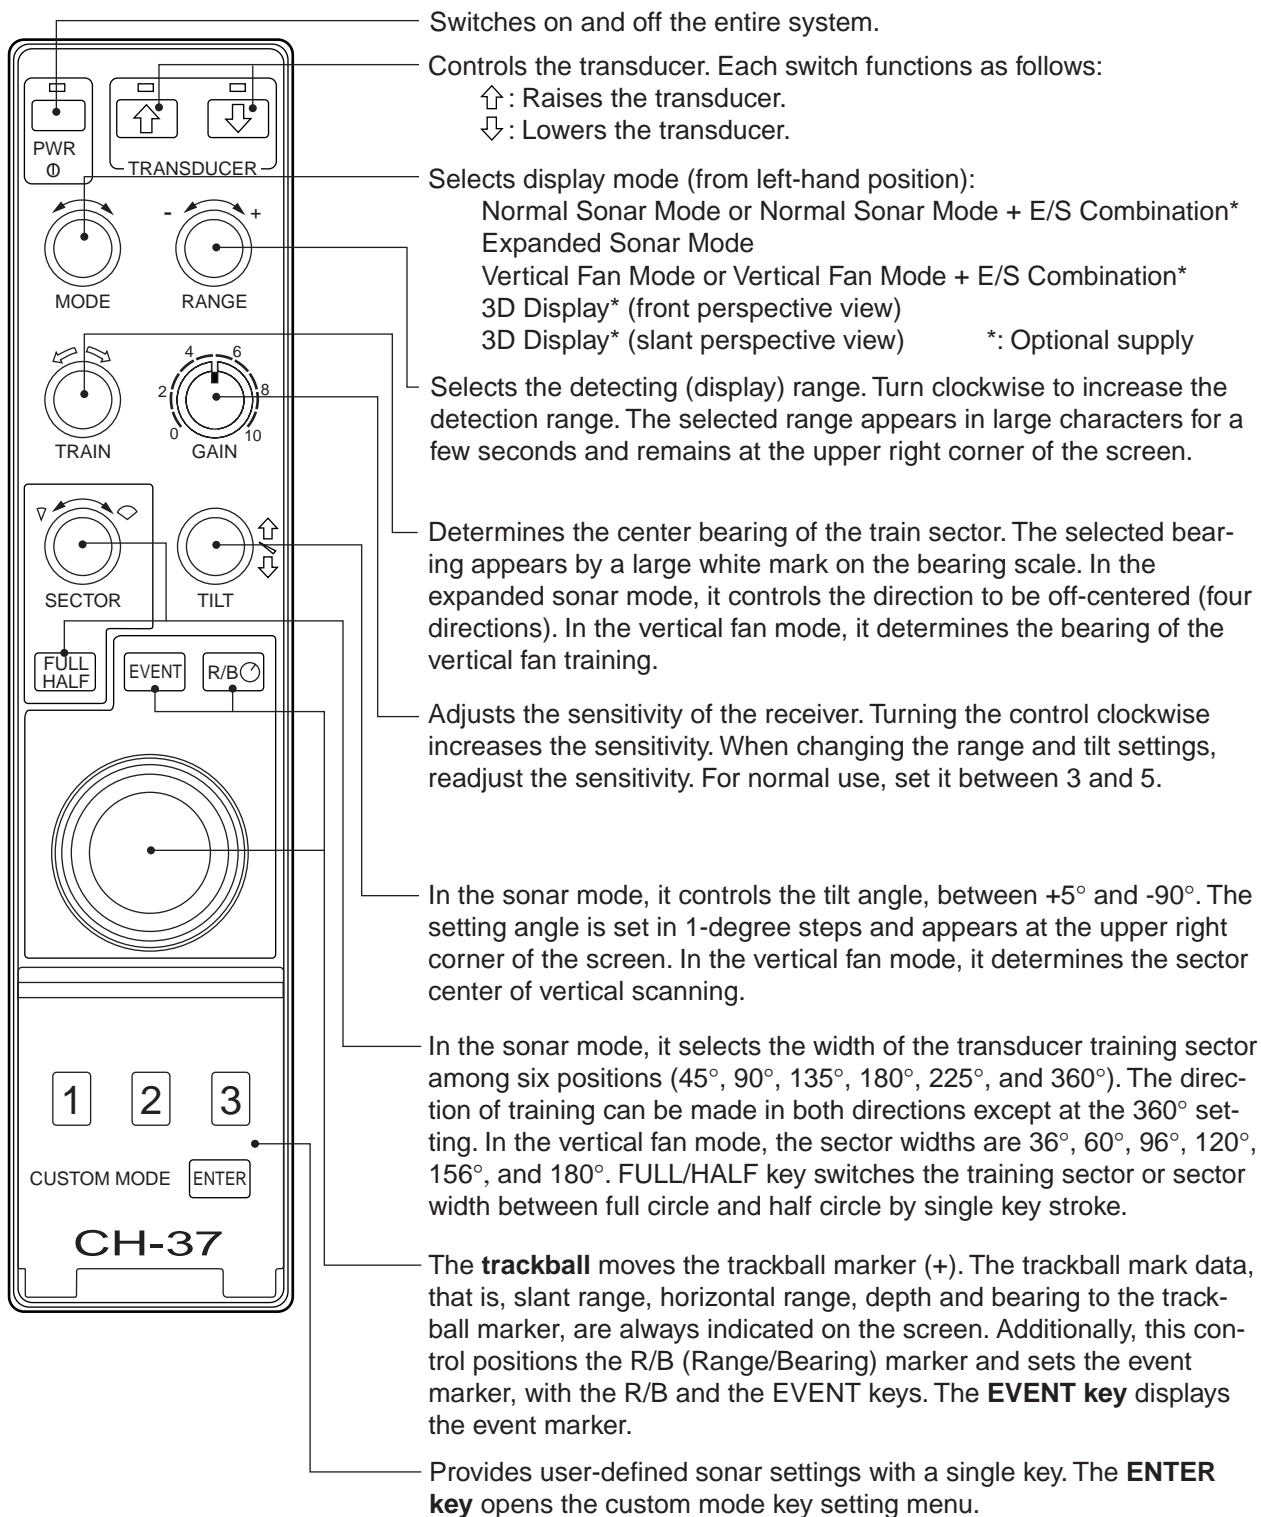 Switches on and off the entire system.
Controls the transducer. Each switch functions as follows:
⇧ : Raises the transducer.
⇩ : Lowers the transducer.
PWR
TRANSDUCER
Selects display mode (from left-hand position):
Normal Sonar Mode or Normal Sonar Mode + E/S Combination*
Expanded Sonar Mode
Vertical Fan Mode or Vertical Fan Mode + E/S Combination*
3D Display* (front perspective view)
3D Display* (slant perspective view) *: Optional supply
- +
MODE RANGE
Selects the detecting (display) range. Turn clockwise to increase the
detection range. The selected range appears in large characters for a
few seconds and remains at the upper right corner of the screen.
4 6
2 8
0 10
TRAIN GAIN
Determines the center bearing of the train sector. The selected bear-
ing appears by a large white mark on the bearing scale. In the
expanded sonar mode, it controls the direction to be off-centered (four
directions). In the vertical fan mode, it determines the bearing of the
vertical fan training.
SECTOR TILT
FULL
HALF
EVENT
R/B
Adjusts the sensitivity of the receiver. Turning the control clockwise
increases the sensitivity. When changing the range and tilt settings,
readjust the sensitivity. For normal use, set it between 3 and 5.
In the sonar mode, it controls the tilt angle, between +5° and -90°. The
setting angle is set in 1-degree steps and appears at the upper right
corner of the screen. In the vertical fan mode, it determines the sector
center of vertical scanning.
In the sonar mode, it selects the width of the transducer training sector
among six positions (45°, 90°, 135°, 180°, 225°, and 360°). The direc-
tion of training can be made in both directions except at the 360° set-
ting. In the vertical fan mode, the sector widths are 36°, 60°, 96°, 120°,
156°, and 180°. FULL/HALF key switches the training sector or sector
width between full circle and half circle by single key stroke.
1 2 3
CUSTOM MODE ENTER
CH-37
The trackball moves the trackball marker (+). The trackball mark data,
that is, slant range, horizontal range, depth and bearing to the track-
ball marker, are always indicated on the screen. Additionally, this con-
trol positions the R/B (Range/Bearing) marker and sets the event
marker, with the R/B and the EVENT keys. The EVENT key displays
the event marker.
Provides user-defined sonar settings with a single key. The ENTER
key opens the custom mode key setting menu.